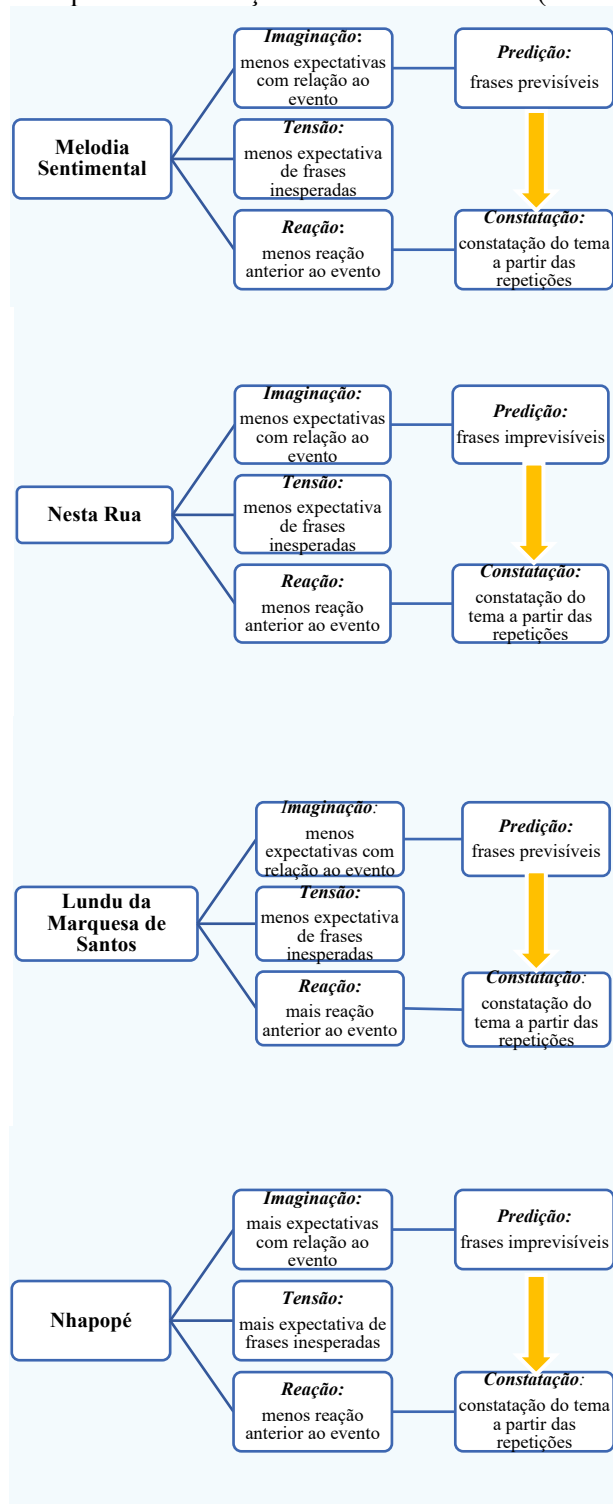 Imaginação:
menos expectativas
com relação ao
evento
Predição:
frases previsíveis
Melodia
Sentimental
Tensão:
menos expectativa
de frases
inesperadas
Reação:
menos reação
anterior ao evento
Constatação:
constatação do tema
a partir das
repetições
Imaginação:
menos expectativas
com relação ao
evento
Predição:
frases imprevisíveis
Nesta Rua
Tensão:
menos expectativa
de frases
inesperadas
Reação:
menos reação
anterior ao evento
Constatação:
constatação do
tema a partir das
repetições
Imaginação:
menos
expectativas com
relação ao evento
Predição:
frases previsíveis
Lundu da
Marquesa de
Santos
Tensão:
menos expectativa
de frases
inesperadas
Reação:
mais reação
anterior ao evento
Constatação:
constatação do
tema a partir das
repetições
Imaginação:
mais expectativas
com relação ao
evento
Predição:
frases imprevisíveis
Nhapopé
Tensão:
mais expectativa de
frases inesperadas
Reação:
menos reação
anterior ao evento
Constatação:
constatação do tema
a partir das
repetições